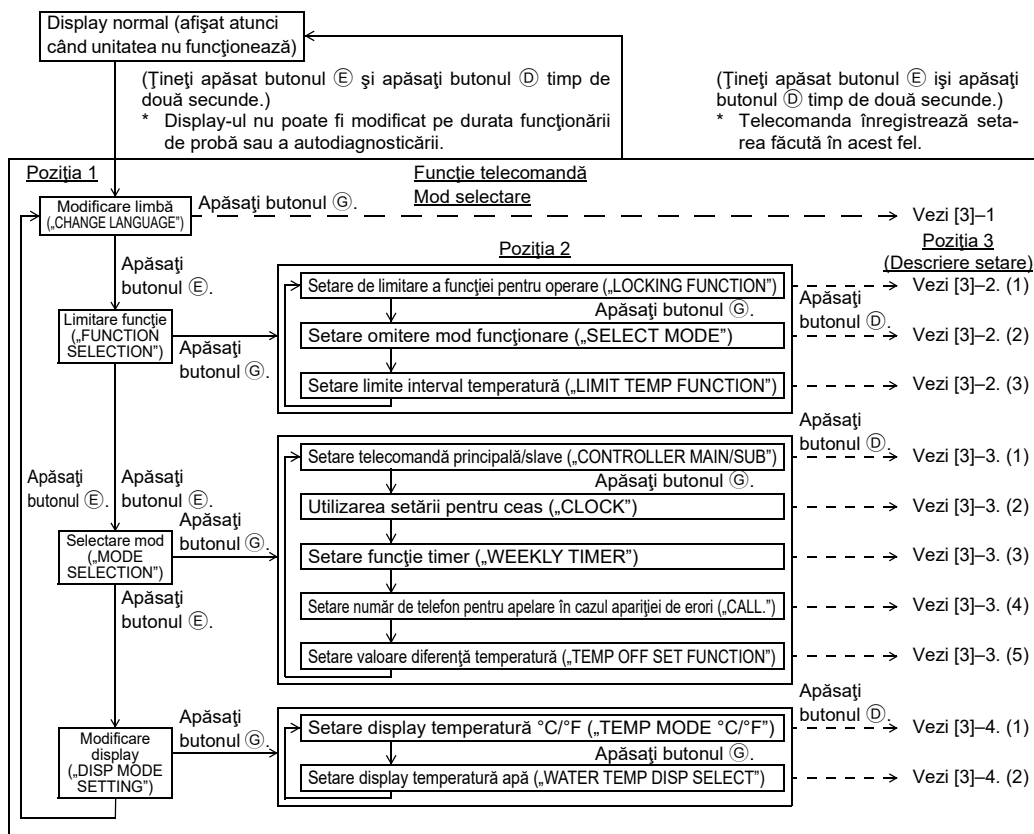 Display normal (afişat atunci
când unitatea nu funcţionează)
(Ţineţi apăsat butonul Ⓔ şi apăsaţi butonul Ⓓ timp de
două secunde.)
* Display-ul nu poate fi modificat pe durata funcţionării
de probă sau a autodiagnosticării.
(Ţineţi apăsat butonul Ⓔ işi apăsaţi
butonul Ⓓ timp de două secunde.)
* Telecomanda înregistrează seta-
rea făcută în acest fel.
Poziţia 1
Funcţie telecomandă
Mod selectare
Modificare limbă
(„CHANGE LANGUAGE”)
Apăsaţi butonul Ⓖ.
Vezi [3]–1
Poziţia 2
Poziţia 3
(Descriere setare)
Apăsaţi
butonul Ⓔ.
Setare de limitare a funcţiei pentru operare („LOCKING FUNCTION”)
Vezi [3]–2. (1)
Apăsaţi butonul Ⓖ.
Apăsaţi
butonul Ⓓ.
Limitare funcţie
(„FUNCTION
SELECTION”)
Apăsaţi
butonul Ⓖ.
Setare omitere mod funcţionare („SELECT MODE”)
Vezi [3]–2. (2)
Setare limite interval temperatură („LIMIT TEMP FUNCTION”)
Vezi [3]–2. (3)
Apăsaţi
butonul Ⓓ.
Setare telecomandă principală/slave („CONTROLLER MAIN/SUB”)
Vezi [3]–3. (1)
Apăsaţi butonul Ⓖ.
Apăsaţi
butonul Ⓔ.
Apăsaţi
butonul Ⓔ.
Utilizarea setării pentru ceas („CLOCK”)
Vezi [3]–3. (2)
Selectare mod
(„MODE
SELECTION”)
Apăsaţi
butonul Ⓖ.
Setare funcţie timer („WEEKLY TIMER”)
Vezi [3]–3. (3)
Apăsaţi
butonul Ⓔ.
Setare număr de telefon pentru apelare în cazul apariţiei de erori („CALL.”)
Vezi [3]–3. (4)
Setare valoare diferenţă temperatură („TEMP OFF SET FUNCTION”)
Vezi [3]–3. (5)
Apăsaţi
butonul Ⓓ.
Modificare
display
(„DISP MODE
SETTING”)
Apăsaţi
butonul Ⓖ.
Setare display temperatură °C/°F („TEMP MODE °C/°F”)
Vezi [3]–4. (1)
Apăsaţi butonul Ⓖ.
Setare display temperatură apă („WATER TEMP DISP SELECT”)
Vezi [3]–4. (2)